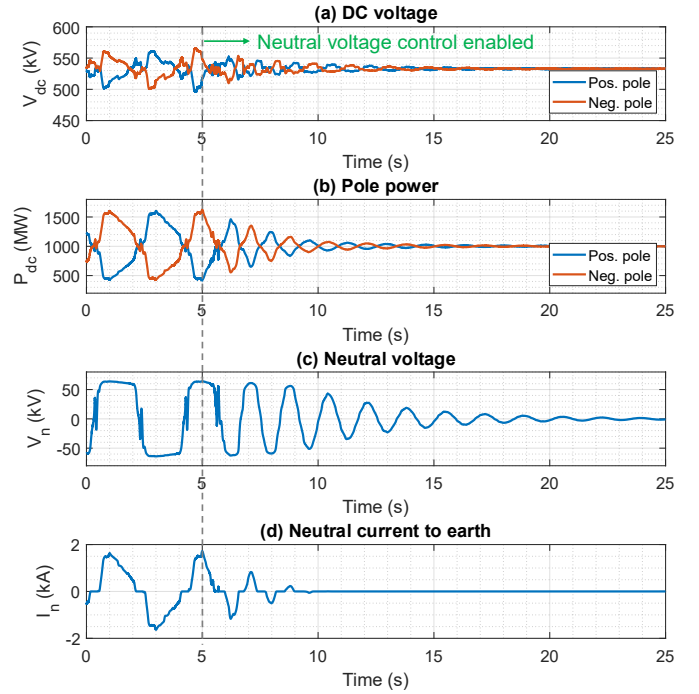 (a) DC voltage
V_dc (kV)
600
550
500
450
Neutral voltage control enabled
Pos. pole
Neg. pole
0 5 10 15 20 25
Time (s)
(b) Pole power
P_dc (MW)
1500
1000
500
Pos. pole
Neg. pole
0 5 10 15 20 25
Time (s)
(c) Neutral voltage
V_n (kV)
50
0
-50
0 5 10 15 20 25
Time (s)
(d) Neutral current to earth
I_n (kA)
2
0
-2
0 5 10 15 20 25
Time (s)